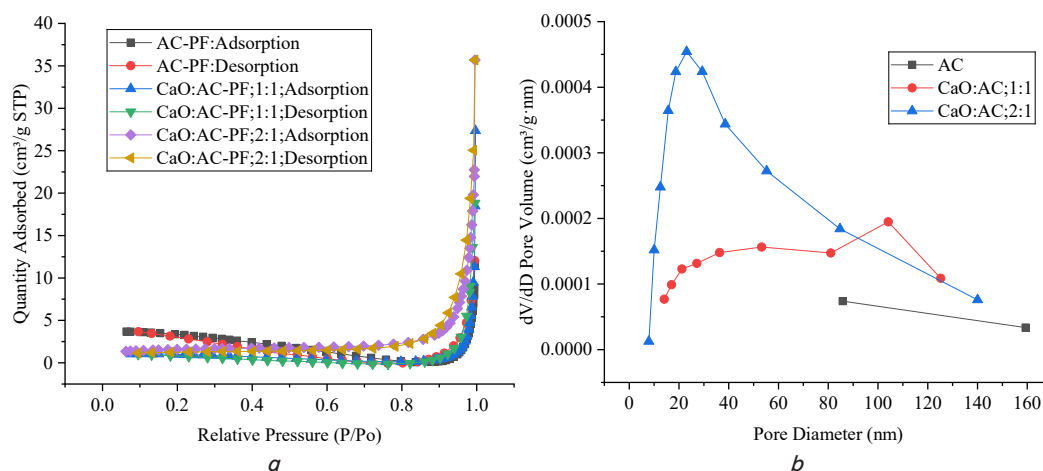 a
b
40
35
30
25
20
15
10
5
0
Quantity Adsorbed (cm³/g STP)
AC-PF:Adsorption
AC-PF:Desorption
CaO:AC-PF;1:1;Adsorption
CaO:AC-PF;1:1;Desorption
CaO:AC-PF;2:1;Adsorption
CaO:AC-PF;2:1;Desorption
0.0 0.2 0.4 0.6 0.8 1.0
Relative Pressure (P/Po)
a
0.0005
0.0004
0.0003
0.0002
0.0001
0.0000
dV/dD Pore Volume (cm³/g·nm)
AC
CaO:AC;1:1
CaO:AC;2:1
0 20 40 60 80 100 120 140 160
Pore Diameter (nm)
b